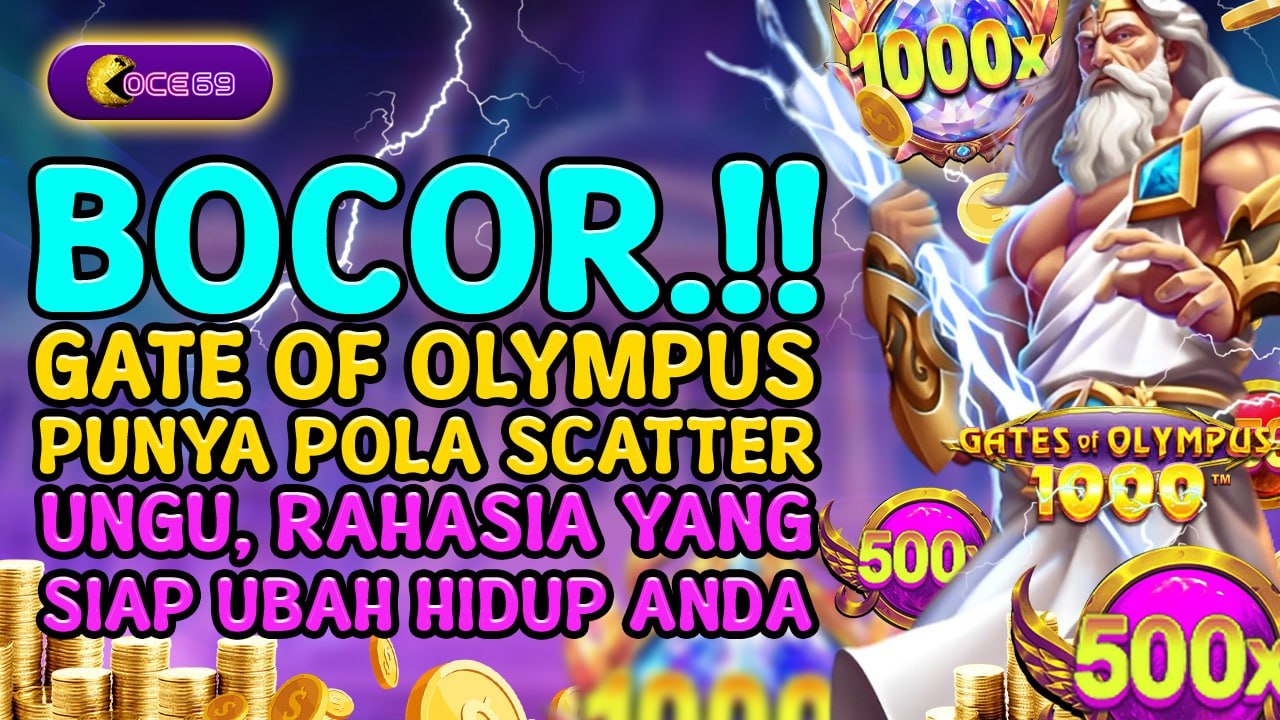 OCE69
1000x
BOCOR.!!
GATE OF OLYMPUS
PUNYA POLA SCATTER
UNGU, RAHASIA YANG
SIAP UBAH HIDUP ANDA
GATES of OLYMPUS
1000™
500x
500x
1000